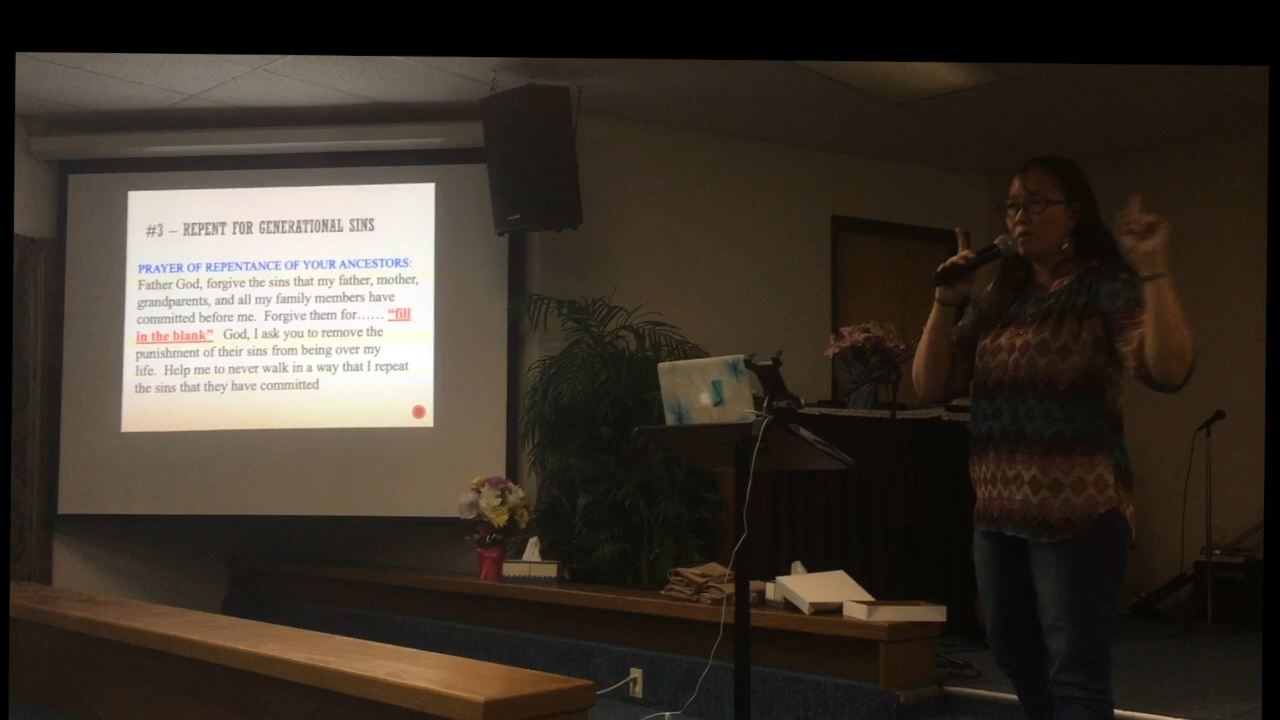 #3 – REPENT FOR GENERATIONAL SINS
PRAYER OF REPENTANCE OF YOUR ANCESTORS:
Father God, forgive the sins that my father, mother,
grandparents, and all my family members have
committed before me. Forgive them for…… “fill
in the blank” God, I ask you to remove the
punishment of their sins from being over my
life. Help me to never walk in a way that I repeat
the sins that they have committed